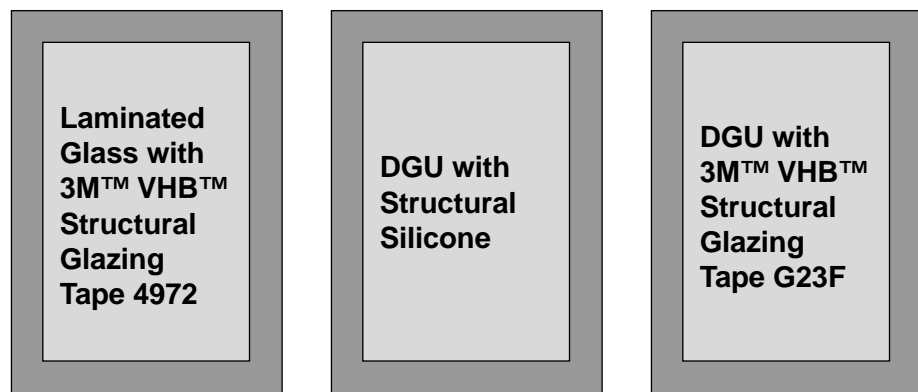 Laminated
Glass with
3M™ VHB™
Structural
Glazing
Tape 4972
DGU with
Structural
Silicone
DGU with
3M™ VHB™
Structural
Glazing
Tape G23F